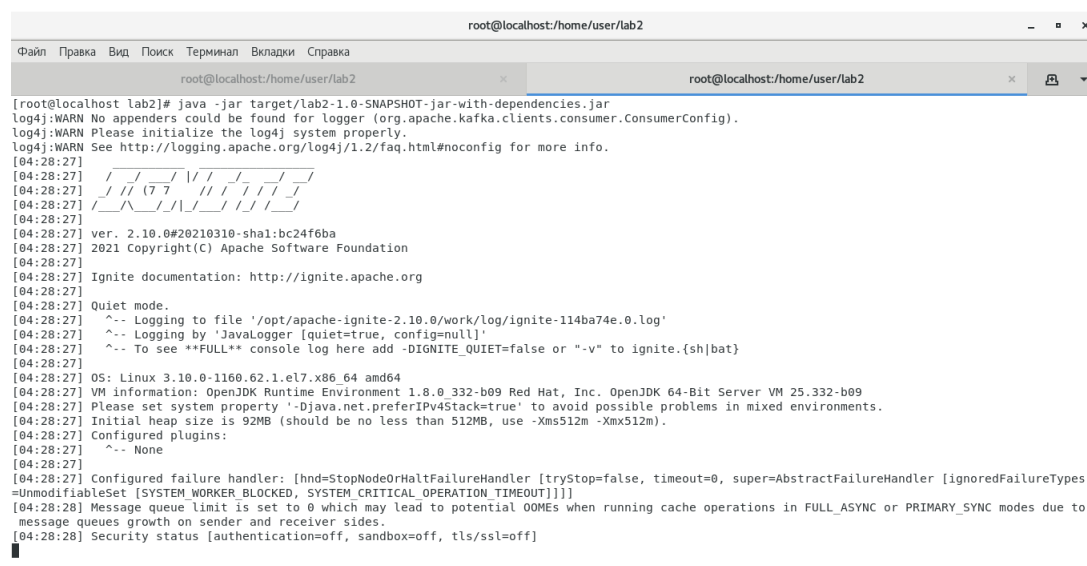 root@localhost:/home/user/lab2
Файл Правка Вид Поиск Терминал Вкладки Справка
root@localhost:/home/user/lab2 root@localhost:/home/user/lab2
[root@localhost lab2]# java -jar target/lab2-1.0-SNAPSHOT-jar-with-dependencies.jar
log4j:WARN No appenders could be found for logger (org.apache.kafka.clients.consumer.ConsumerConfig).
log4j:WARN Please initialize the log4j system properly.
log4j:WARN See http://logging.apache.org/log4j/1.2/faq.html#noconfig for more info.
[04:28:27]    __________  ________________
[04:28:27]   /  _/ ___/ |/ /  _/_  __/ __/
[04:28:27]  _/ // (7 7    // /  / / / _/
[04:28:27] /___/\___/_/|_/___/ /_/ /___/
[04:28:27]
[04:28:27] ver. 2.10.0#20210310-sha1:bc24f6ba
[04:28:27] 2021 Copyright(C) Apache Software Foundation
[04:28:27]
[04:28:27] Ignite documentation: http://ignite.apache.org
[04:28:27]
[04:28:27] Quiet mode.
[04:28:27]   ^-- Logging to file '/opt/apache-ignite-2.10.0/work/log/ignite-114ba74e.0.log'
[04:28:27]   ^-- Logging by 'JavaLogger [quiet=true, config=null]'
[04:28:27]   ^-- To see **FULL** console log here add -DIGNITE_QUIET=false or "-v" to ignite.{sh|bat}
[04:28:27]
[04:28:27] OS: Linux 3.10.0-1160.62.1.el7.x86_64 amd64
[04:28:27] VM information: OpenJDK Runtime Environment 1.8.0_332-b09 Red Hat, Inc. OpenJDK 64-Bit Server VM 25.332-b09
[04:28:27] Please set system property '-Djava.net.preferIPv4Stack=true' to avoid possible problems in mixed environments.
[04:28:27] Initial heap size is 92MB (should be no less than 512MB, use -Xms512m -Xmx512m).
[04:28:27] Configured plugins:
[04:28:27]   ^-- None
[04:28:27]
[04:28:27] Configured failure handler: [hnd=StopNodeOrHaltFailureHandler [tryStop=false, timeout=0, super=AbstractFailureHandler [ignoredFailureTypes
=UnmodifiableSet [SYSTEM_WORKER_BLOCKED, SYSTEM_CRITICAL_OPERATION_TIMEOUT]]]]
[04:28:28] Message queue limit is set to 0 which may lead to potential OOMEs when running cache operations in FULL_ASYNC or PRIMARY_SYNC modes due to
 message queues growth on sender and receiver sides.
[04:28:28] Security status [authentication=off, sandbox=off, tls/ssl=off]